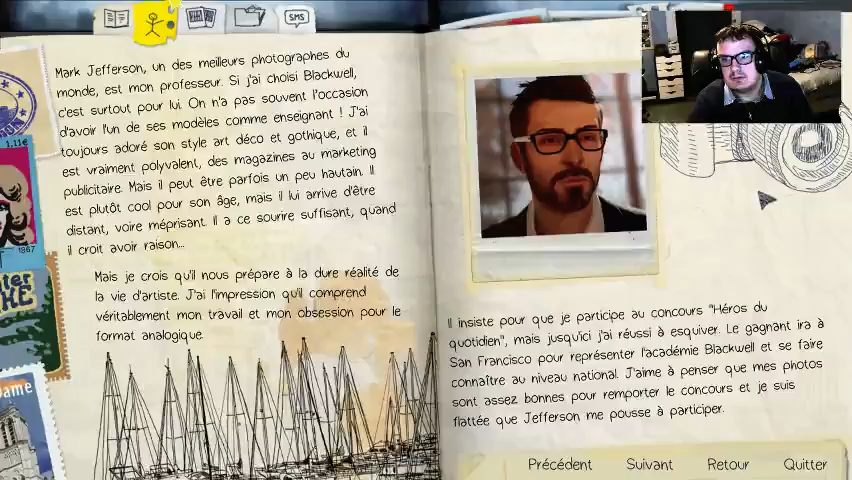 SMS
Mark Jefferson, un des meilleurs photographes du
monde, est mon professeur. Si j'ai choisi Blackwell,
c'est surtout pour lui. On n'a pas souvent l'occasion
d'avoir l'un de ses modèles comme enseignant ! J'ai
toujours adoré son style art déco et gothique, et il
est vraiment polyvalent, des magazines au marketing
publicitaire. Mais il peut être parfois un peu hautain. Il
est plutôt cool pour son âge, mais il lui arrive d'être
distant, voire méprisant. Il a ce sourire suffisant, quand
il croit avoir raison...
Mais je crois qu'il nous prépare à la dure réalité de
la vie d'artiste. J'ai l'impression qu'il comprend
véritablement mon travail et mon obsession pour le
format analogique.
1,11€
1967
Dame
Il insiste pour que je participe au concours "Héros du
quotidien", mais jusqu'ici j'ai réussi à esquiver. Le gagnant ira à
San Francisco pour représenter l'académie Blackwell et se faire
connaître au niveau national. J'aime à penser que mes photos
sont assez bonnes pour remporter le concours et je suis
flattée que Jefferson me pousse à participer.
Précédent Suivant Retour Quitter